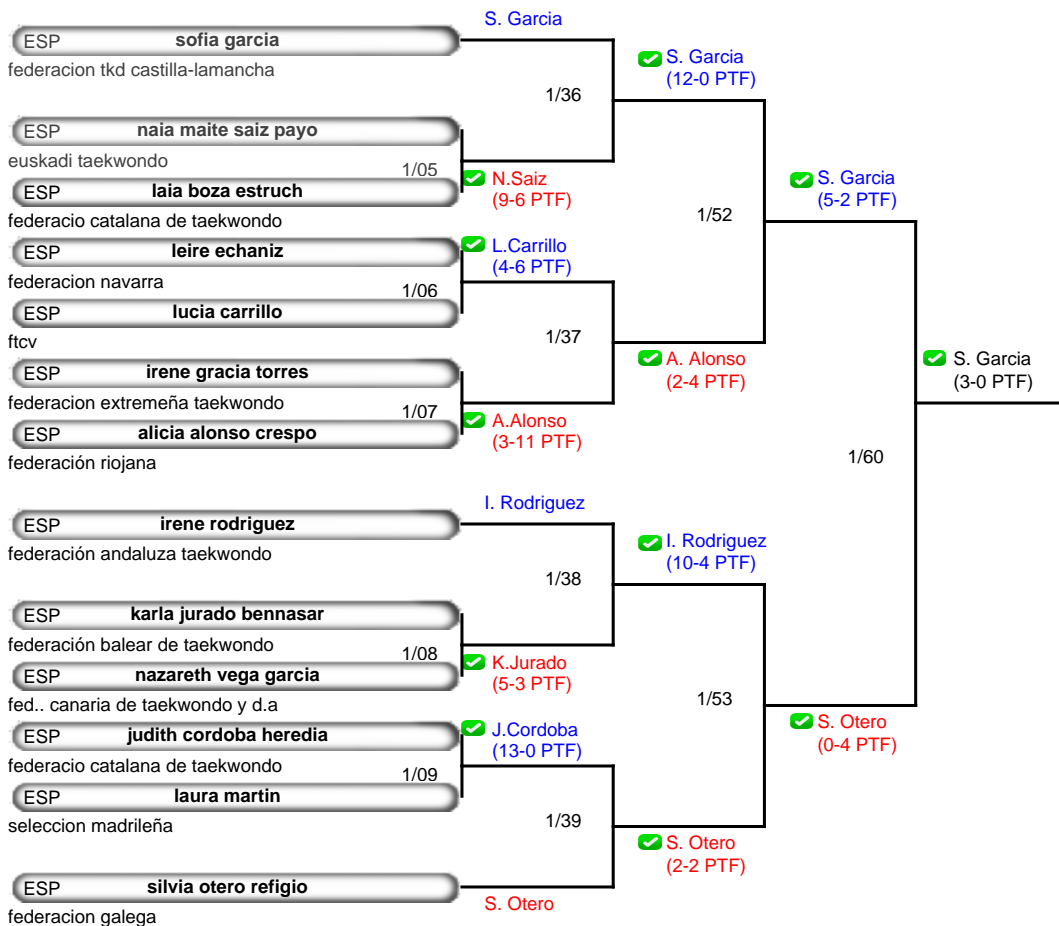 S. Garcia
ESP sofia garcia
federacion tkd castilla-lamancha
S. Garcia
(12-0 PTF)
1/36
ESP naia maite saiz payo
euskadi taekwondo
1/05
N.Saiz
(9-6 PTF)
ESP laia boza estruch
federacio catalana de taekwondo
S. Garcia
(5-2 PTF)
1/52
ESP leire echaniz
federacion navarra
L.Carrillo
(4-6 PTF)
1/06
ESP lucia carrillo
ftcv
1/37
A. Alonso
(2-4 PTF)
S. Garcia
(3-0 PTF)
ESP irene gracia torres
federacion extremeña taekwondo
1/07
A.Alonso
(3-11 PTF)
ESP alicia alonso crespo
federación riojana
1/60
I. Rodriguez
ESP irene rodriguez
federación andaluza taekwondo
I. Rodriguez
(10-4 PTF)
1/38
ESP karla jurado bennasar
federación balear de taekwondo
1/08
K.Jurado
(5-3 PTF)
ESP nazareth vega garcia
fed.. canaria de taekwondo y d.a
1/53
S. Otero
(0-4 PTF)
ESP judith cordoba heredia
federacio catalana de taekwondo
J.Cordoba
(13-0 PTF)
1/09
ESP laura martin
seleccion madrileña
1/39
S. Otero
(2-2 PTF)
ESP silvia otero refigio
federacion galega
S. Otero